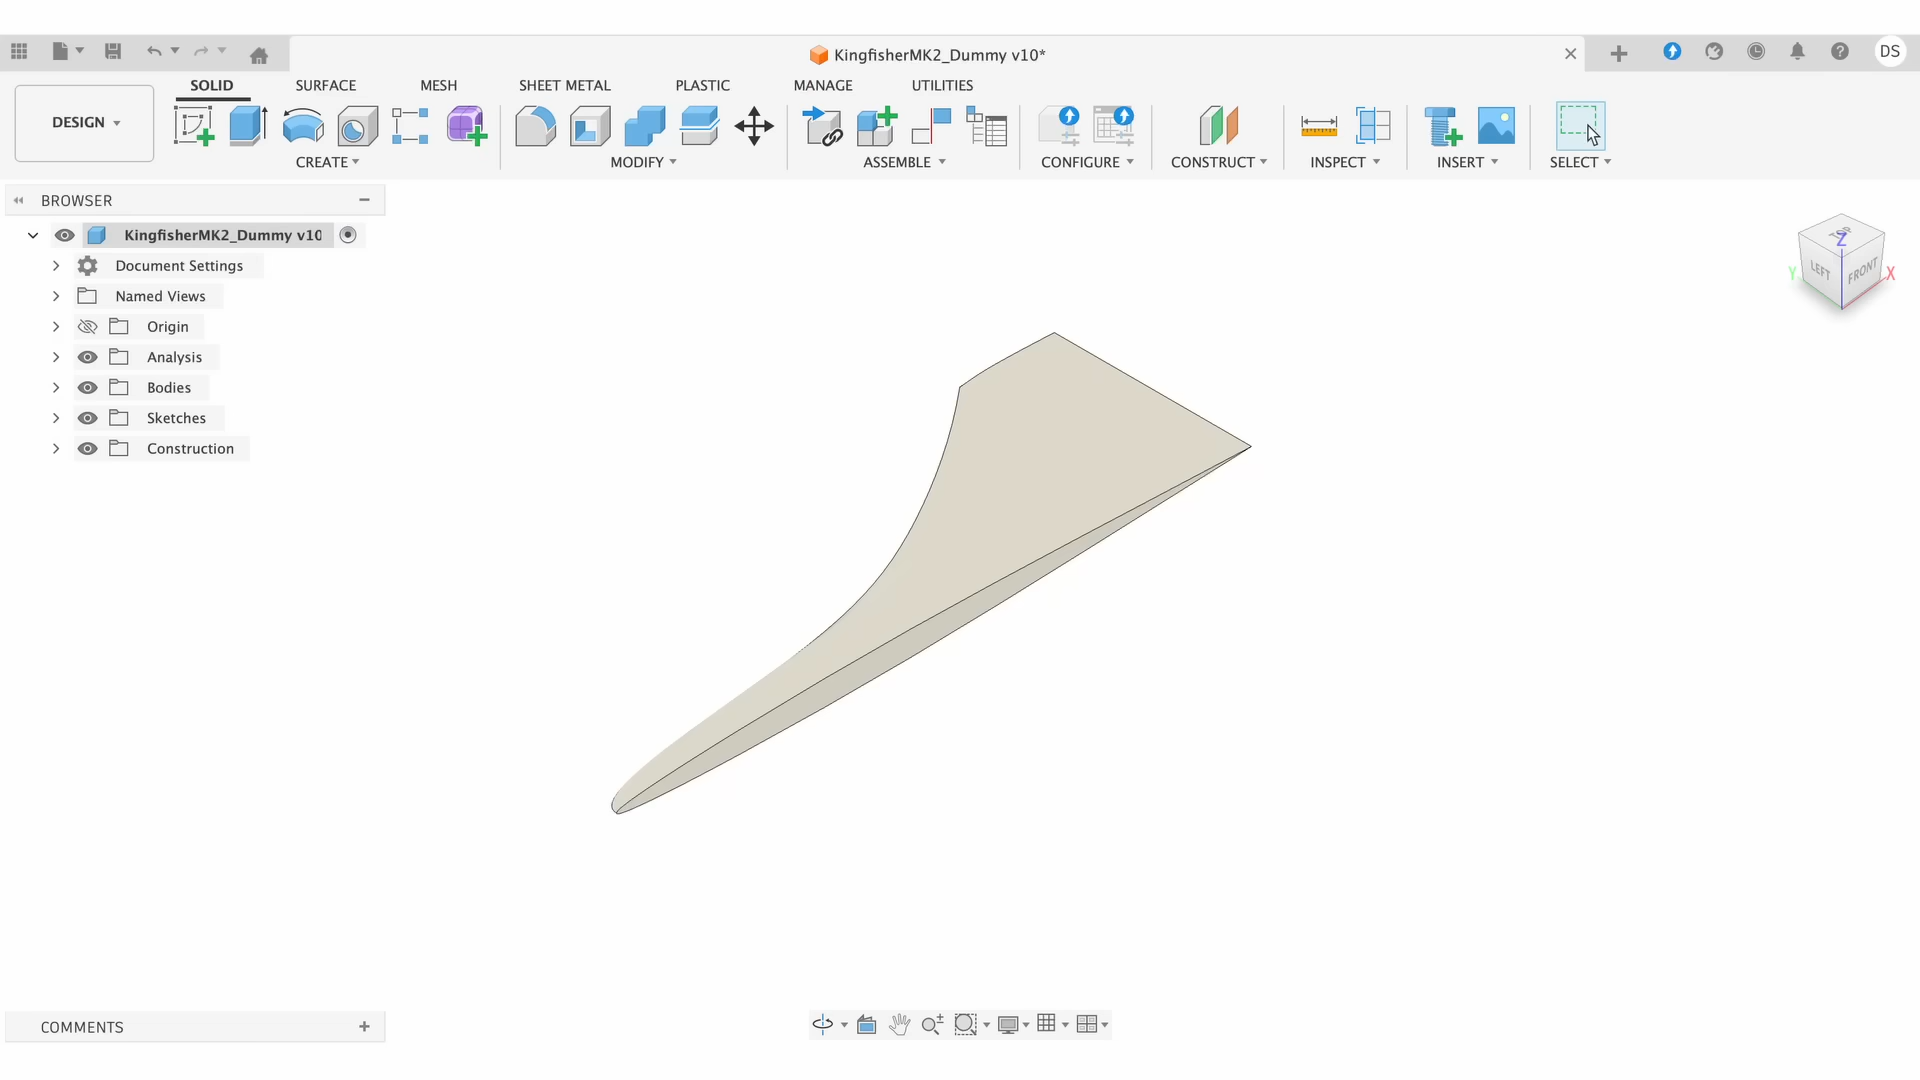 KingfisherMK2_Dummy v10*
DS
SOLID SURFACE MESH SHEET METAL PLASTIC MANAGE UTILITIES
DESIGN
CREATE MODIFY ASSEMBLE CONFIGURE CONSTRUCT INSPECT INSERT SELECT
BROWSER
KingfisherMK2_Dummy v10
Document Settings
Named Views
Origin
Analysis
Bodies
Sketches
Construction
TOP
Z
LEFT FRONT
Y X
COMMENTS